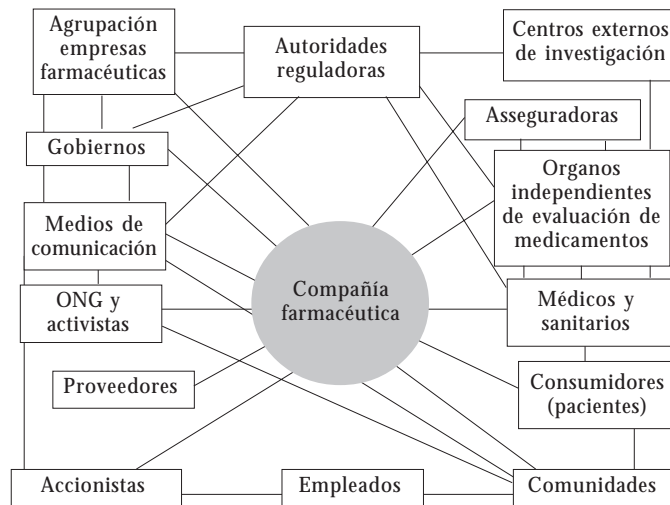 Agrupación
empresas
farmacéuticas
Autoridades
reguladoras
Centros externos
de investigación
Asseguradoras
Gobiernos
Organos
independientes
de evaluación de
medicamentos
Medios de
comunicación
Compañía
farmacéutica
ONG y
activistas
Médicos y
sanitarios
Proveedores
Consumidores
(pacientes)
Accionistas
Empleados
Comunidades